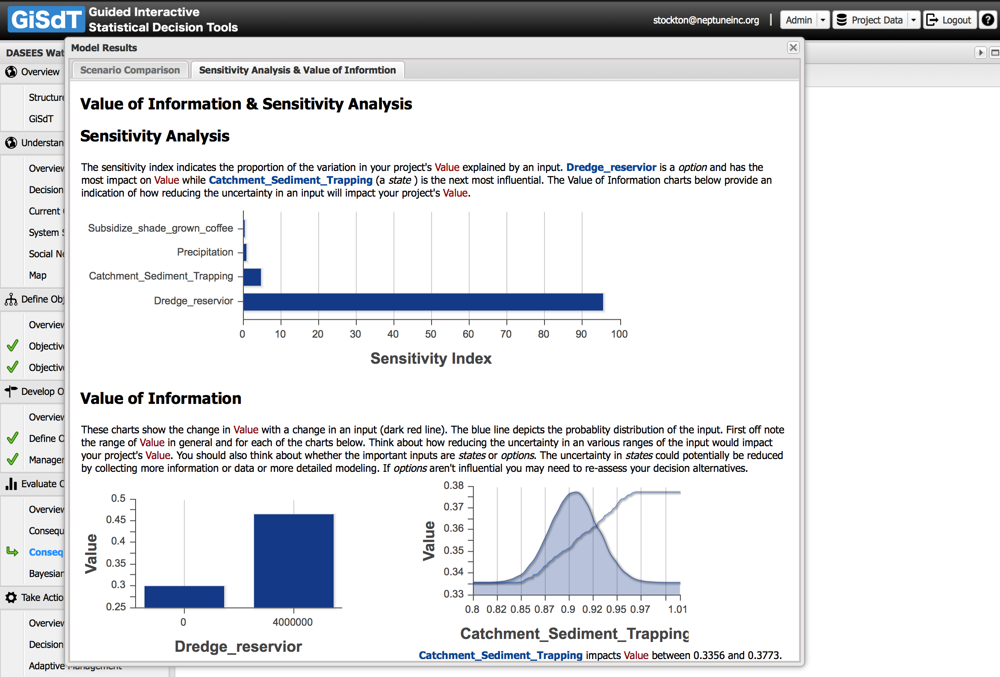 GiSdT Guided Interactive
Statistical Decision Tools
stockton@neptuneinc.org | Admin Project Data Logout ?
DASEES Wat
Model Results
Scenario Comparison Sensitivity Analysis & Value of Informtion
Overview
Structure
GiSdT
Understan
Overview
Decision
Current
System S
Social Ne
Map
Define Obj
Overview
Objective
Objective
Develop O
Overview
Define O
Manager
Evaluate C
Overview
Consequ
Conseq
Bayesian
Take Actio
Overview
Decision
Adaptive Management
Value of Information & Sensitivity Analysis
Sensitivity Analysis
The sensitivity index indicates the proportion of the variation in your project's Value explained by an input. Dredge_reservior is a option and has the
most impact on Value while Catchment_Sediment_Trapping (a state ) is the next most influential. The Value of Information charts below provide an
indication of how reducing the uncertainty in an input will impact your project's Value.
Subsidize_shade_grown_coffee
Precipitation
Catchment_Sediment_Trapping
Dredge_reservior
0 10 20 30 40 50 60 70 80 90 100
Sensitivity Index
Value of Information
These charts show the change in Value with a change in an input (dark red line). The blue line depicts the probablity distribution of the input. First off note
the range of Value in general and for each of the charts below. Think about how reducing the uncertainty in an various ranges of the input would impact
your project's Value. You should also think about whether the important inputs are states or options. The uncertainty in states could potentially be reduced
by collecting more information or data or more detailed modeling. If options aren't influential you may need to re-assess your decision alternatives.
0.5
0.45
0.4
0.35
0.3
0.25
Value
0 4000000
Dredge_reservior
0.38
0.37
0.36
0.35
0.34
0.33
Value
0.8 0.82 0.85 0.87 0.9 0.92 0.95 0.97 1.01
Catchment_Sediment_Trapping
Catchment_Sediment_Trapping impacts Value between 0.3356 and 0.3773.